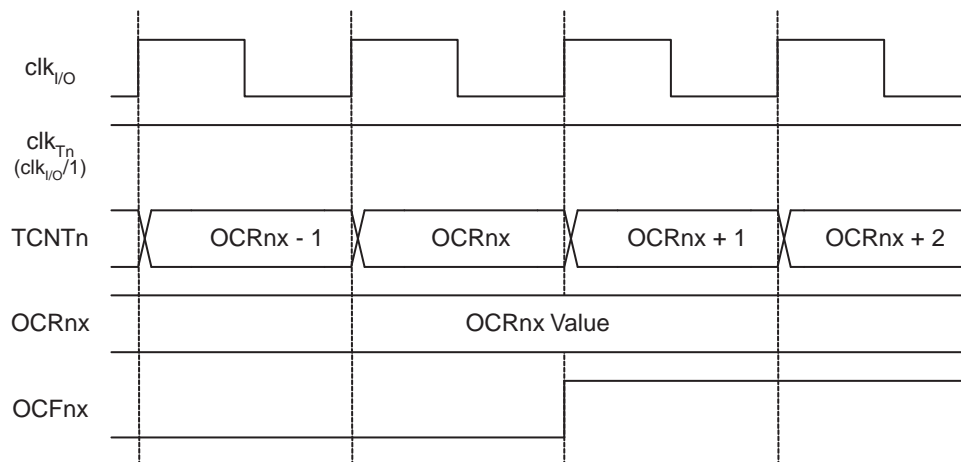 clkI/O
clkTn
(clkI/O/1)
TCNTn OCRnx - 1 OCRnx OCRnx + 1 OCRnx + 2
OCRnx OCRnx Value
OCFnx